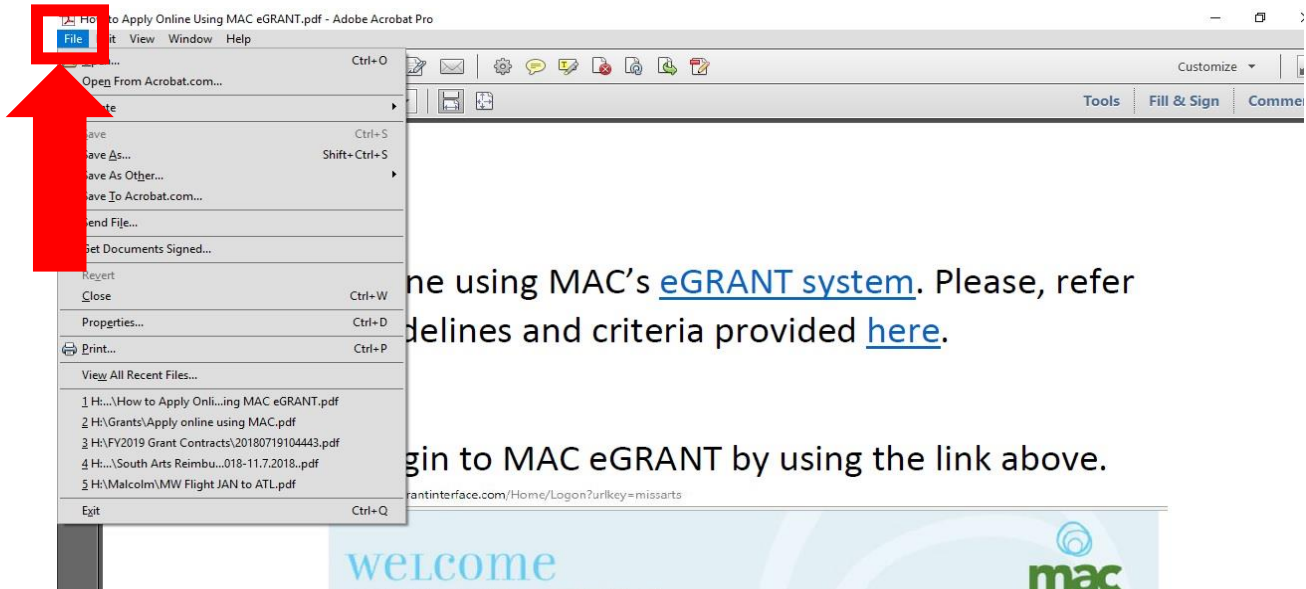 How to Apply Online Using MAC eGRANT.pdf - Adobe Acrobat Pro
File Edit View Window Help
Customize
Tools Fill & Sign
Ctrl+O
Open From Acrobat.com...
Save Ctrl+S
Save As... Shift+Ctrl+S
Save As Other...
Save To Acrobat.com...
Send File...
Get Documents Signed...
Revert
Close Ctrl+W
Properties... Ctrl+D
Print... Ctrl+P
View All Recent Files...
1 H:...\How to Apply Onli...ing MAC eGRANT.pdf
2 H:\Grants\Apply online using MAC.pdf
3 H:\FY2019 Grant Contracts\20180719104443.pdf
4 H:...\South Arts Reimbu...018-11.7.2018..pdf
5 H:\Malcolm\MW Flight JAN to ATL.pdf
Exit Ctrl+Q
using MAC’s eGRANT system. Please, refer
and criteria provided here.
to MAC eGRANT by using the link above.
rantinterface.com/Home/Logon?urlkey=missarts
welcome
mac